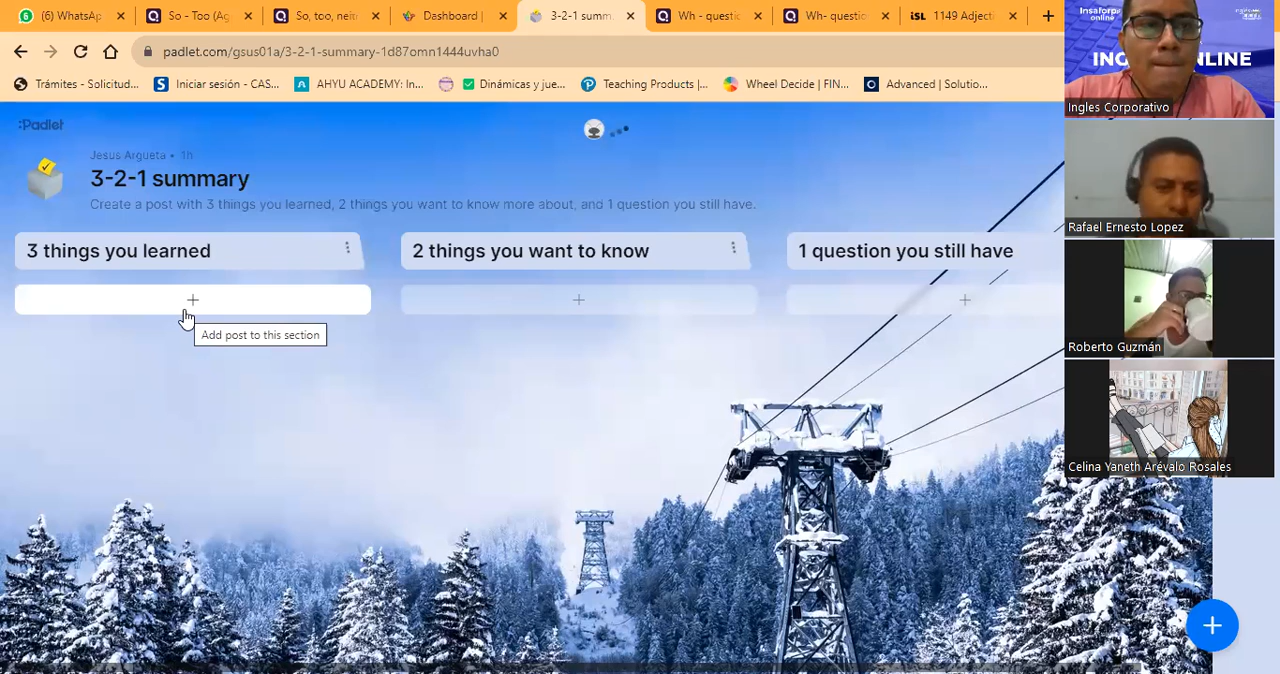 (6) WhatsAp
So - Too (Ag
So, too, neit
Dashboard |
3-2-1 summ
Wh - questi
Wh- questio
1149 Adjecti
padlet.com/gsus01a/3-2-1-summary-1d87omn1444uvha0
Trámites - Solicitud...
Iniciar sesión - CAS...
AHYU ACADEMY: In...
Dinámicas y jue...
Teaching Products |...
Wheel Decide | FIN...
Advanced | Solutio...
:Padlet
Jesus Argueta • 1h
3-2-1 summary
Create a post with 3 things you learned, 2 things you want to know more about, and 1 question you still have.
3 things you learned
2 things you want to know
1 question you still have
Add post to this section
Ingles Corporativo
Rafael Ernesto Lopez
Roberto Guzmán
Celina Yaneth Arévalo Rosales